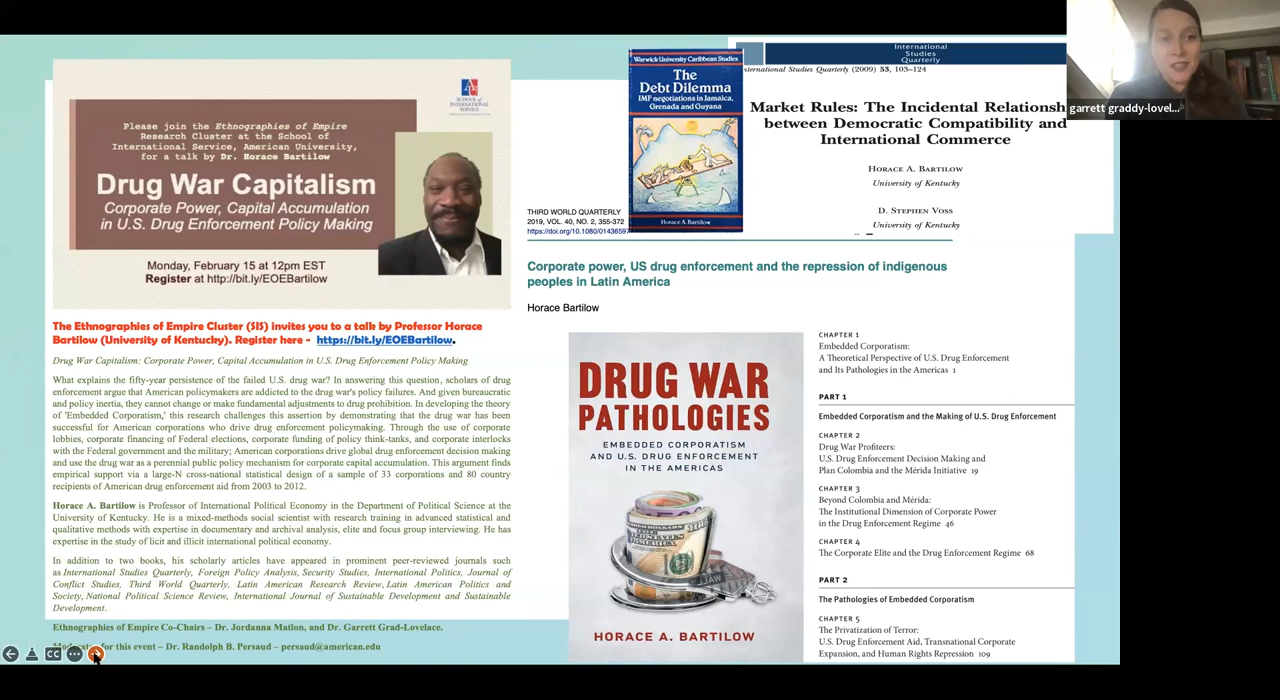 Please join the Ethnographies of Empire
Research Cluster at the School of
International Service, American University,
for a talk by Dr. Horace Bartilow
Drug War Capitalism
Corporate Power, Capital Accumulation
in U.S. Drug Enforcement Policy Making
Monday, February 15 at 12pm EST
Register at http://bit.ly/EOEBartilow
SCHOOL of
INTERNATIONAL
SERVICE
The Ethnographies of Empire Cluster (SIS) invites you to a talk by Professor Horace
Bartilow (University of Kentucky). Register here - https://bit.ly/EOEBartilow.
Drug War Capitalism: Corporate Power, Capital Accumulation in U.S. Drug Enforcement Policy Making
What explains the fifty-year persistence of the failed U.S. drug war? In answering this question, scholars of drug
enforcement argue that American policymakers are addicted to the drug war's policy failures. And given bureaucratic
and policy inertia, they cannot change or make fundamental adjustments to drug prohibition. In developing the theory
of 'Embedded Corporatism,' this research challenges this assertion by demonstrating that the drug war has been
successful for American corporations who drive drug enforcement policymaking. Through the use of corporate
lobbies, corporate financing of Federal elections, corporate funding of policy think-tanks, and corporate interlocks
with the Federal government and the military; American corporations drive global drug enforcement decision making
and use the drug war as a perennial public policy mechanism for corporate capital accumulation. This argument finds
empirical support via a large-N cross-national statistical design of a sample of 33 corporations and 80 country
recipients of American drug enforcement aid from 2003 to 2012.
Horace A. Bartilow is Professor of International Political Economy in the Department of Political Science at the
University of Kentucky. He is a mixed-methods social scientist with research training in advanced statistical and
qualitative methods with expertise in documentary and archival analysis, elite and focus group interviewing. He has
expertise in the study of licit and illicit international political economy.
In addition to two books, his scholarly articles have appeared in prominent peer-reviewed journals such
as International Studies Quarterly, Foreign Policy Analysis, Security Studies, International Politics, Journal of
Conflict Studies, Third World Quarterly, Latin American Research Review, Latin American Politics and
Society, National Political Science Review, International Journal of Sustainable Development and Sustainable
Development.
Ethnographies of Empire Co-Chairs – Dr. Jordanna Matlon, and Dr. Garrett Grad-Lovelace.
for this event – Dr. Randolph B. Persaud – persaud@american.edu
CC
Warwick University Caribbean Studies
The
Debt Dilemma
IMF negotiations in Jamaica,
Grenada and Guyana
Horace A. Bartilow
International
Studies
Quarterly
International Studies Quarterly (2009) 53, 103–124
Market Rules: The Incidental Relationsh
between Democratic Compatibility and
International Commerce
Horace A. Bartilow
University of Kentucky
D. Stephen Voss
University of Kentucky
garrett graddy-lovel...
THIRD WORLD QUARTERLY
2019, VOL. 40, NO. 2, 355-372
https://doi.org/10.1080/01436597
Corporate power, US drug enforcement and the repression of indigenous
peoples in Latin America
Horace Bartilow
DRUG WAR
PATHOLOGIES
EMBEDDED CORPORATISM
AND U.S. DRUG ENFORCEMENT
IN THE AMERICAS
HORACE A. BARTILOW
CHAPTER 1
Embedded Corporatism:
A Theoretical Perspective of U.S. Drug Enforcement
and Its Pathologies in the Americas 1
PART 1
Embedded Corporatism and the Making of U.S. Drug Enforcement
CHAPTER 2
Drug War Profiteers:
U.S. Drug Enforcement Decision Making and
Plan Colombia and the Mérida Initiative 19
CHAPTER 3
Beyond Colombia and Mérida:
The Institutional Dimension of Corporate Power
in the Drug Enforcement Regime 46
CHAPTER 4
The Corporate Elite and the Drug Enforcement Regime 68
PART 2
The Pathologies of Embedded Corporatism
CHAPTER 5
The Privatization of Terror:
U.S. Drug Enforcement Aid, Transnational Corporate
Expansion, and Human Rights Repression 109